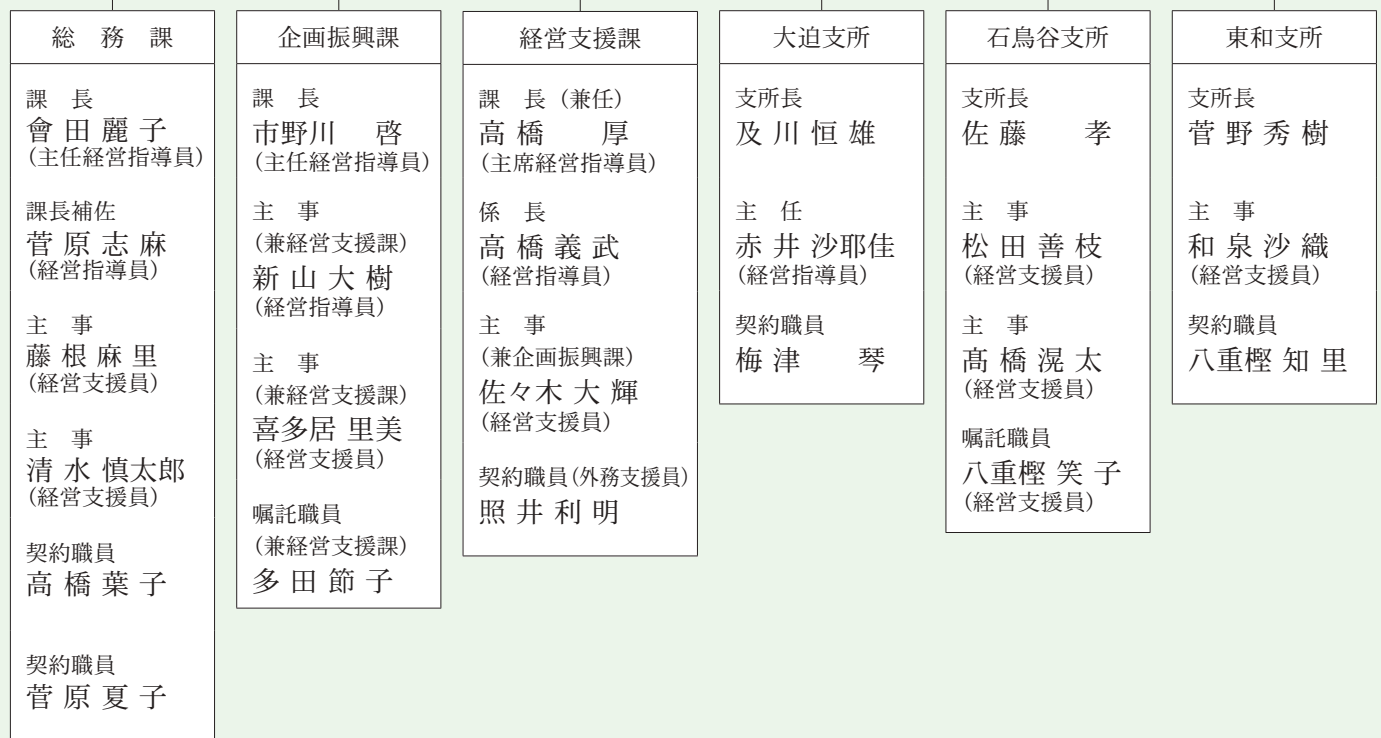 総務課
課長
會田麗子
(主任経営指導員)
課長補佐
菅原志麻
(経営指導員)
主事
藤根麻里
(経営支援員)
主事
清水慎太郎
(経営支援員)
契約職員
高橋葉子
契約職員
菅原夏子
企画振興課
課長
市野川 啓
(主任経営指導員)
主事
(兼経営支援課)
新山大樹
(経営指導員)
主事
(兼経営支援課)
喜多居 里美
(経営支援員)
嘱託職員
(兼経営支援課)
多田節子
経営支援課
課長(兼任)
高橋 厚
(主席経営指導員)
係長
高橋義武
(経営指導員)
主事
(兼企画振興課)
佐々木 大輝
(経営支援員)
契約職員(外務支援員)
照井利明
大迫支所
支所長
及川恒雄
主任
赤井沙耶佳
(経営指導員)
契約職員
梅津 琴
石鳥谷支所
支所長
佐藤 孝
主事
松田善枝
(経営支援員)
主事
髙橋滉太
(経営支援員)
嘱託職員
八重樫 笑子
(経営支援員)
東和支所
支所長
菅野秀樹
主事
和泉沙織
(経営支援員)
契約職員
八重樫 知里